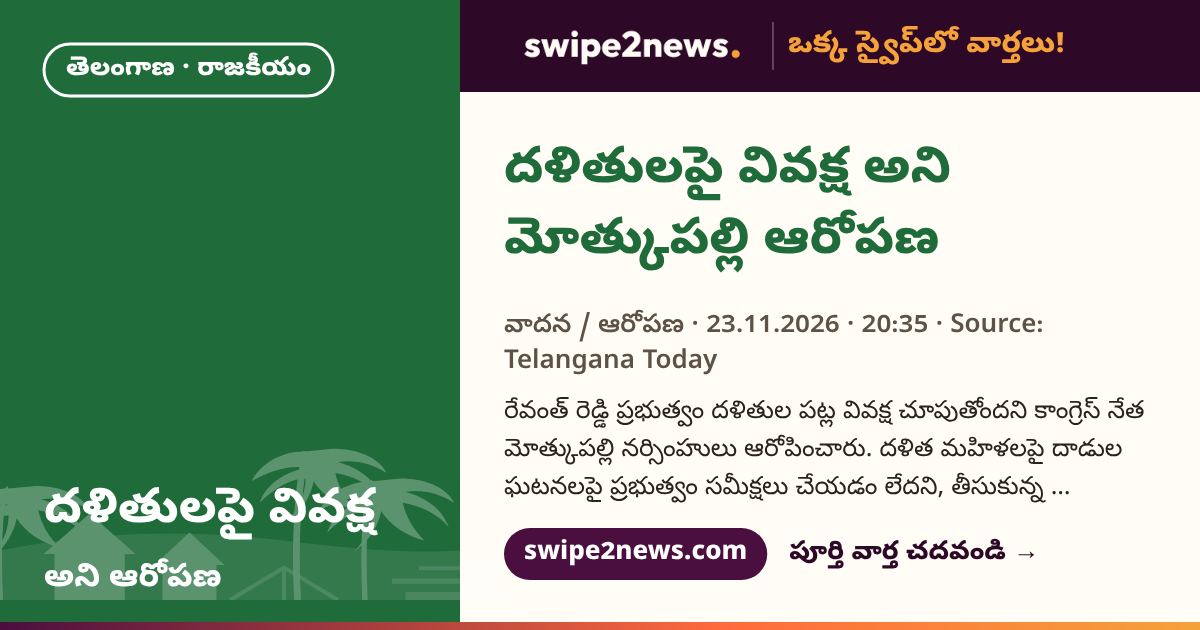 తెలంగాణ · రాజకీయం
దళితులపై వివక్ష
అని ఆరోపణ
swipe2news.
ఒక్క స్వైప్‌లో వార్తలు!
దళితులపై వివక్ష అని
మోత్కుపల్లి ఆరోపణ
వాదన / ఆరోపణ · 23.11.2026 · 20:35 · Source:
Telangana Today
రేవంత్ రెడ్డి ప్రభుత్వం దళితుల పట్ల వివక్ష చూపుతోందని కాంగ్రెస్ నేత
మోత్కుపల్లి నర్సింహులు ఆరోపించారు. దళిత మహిళలపై దాడుల
ఘటనలపై ప్రభుత్వం సమీక్షలు చేయడం లేదని, తీసుకున్న ...
swipe2news.com
పూర్తి వార్త చదవండి →